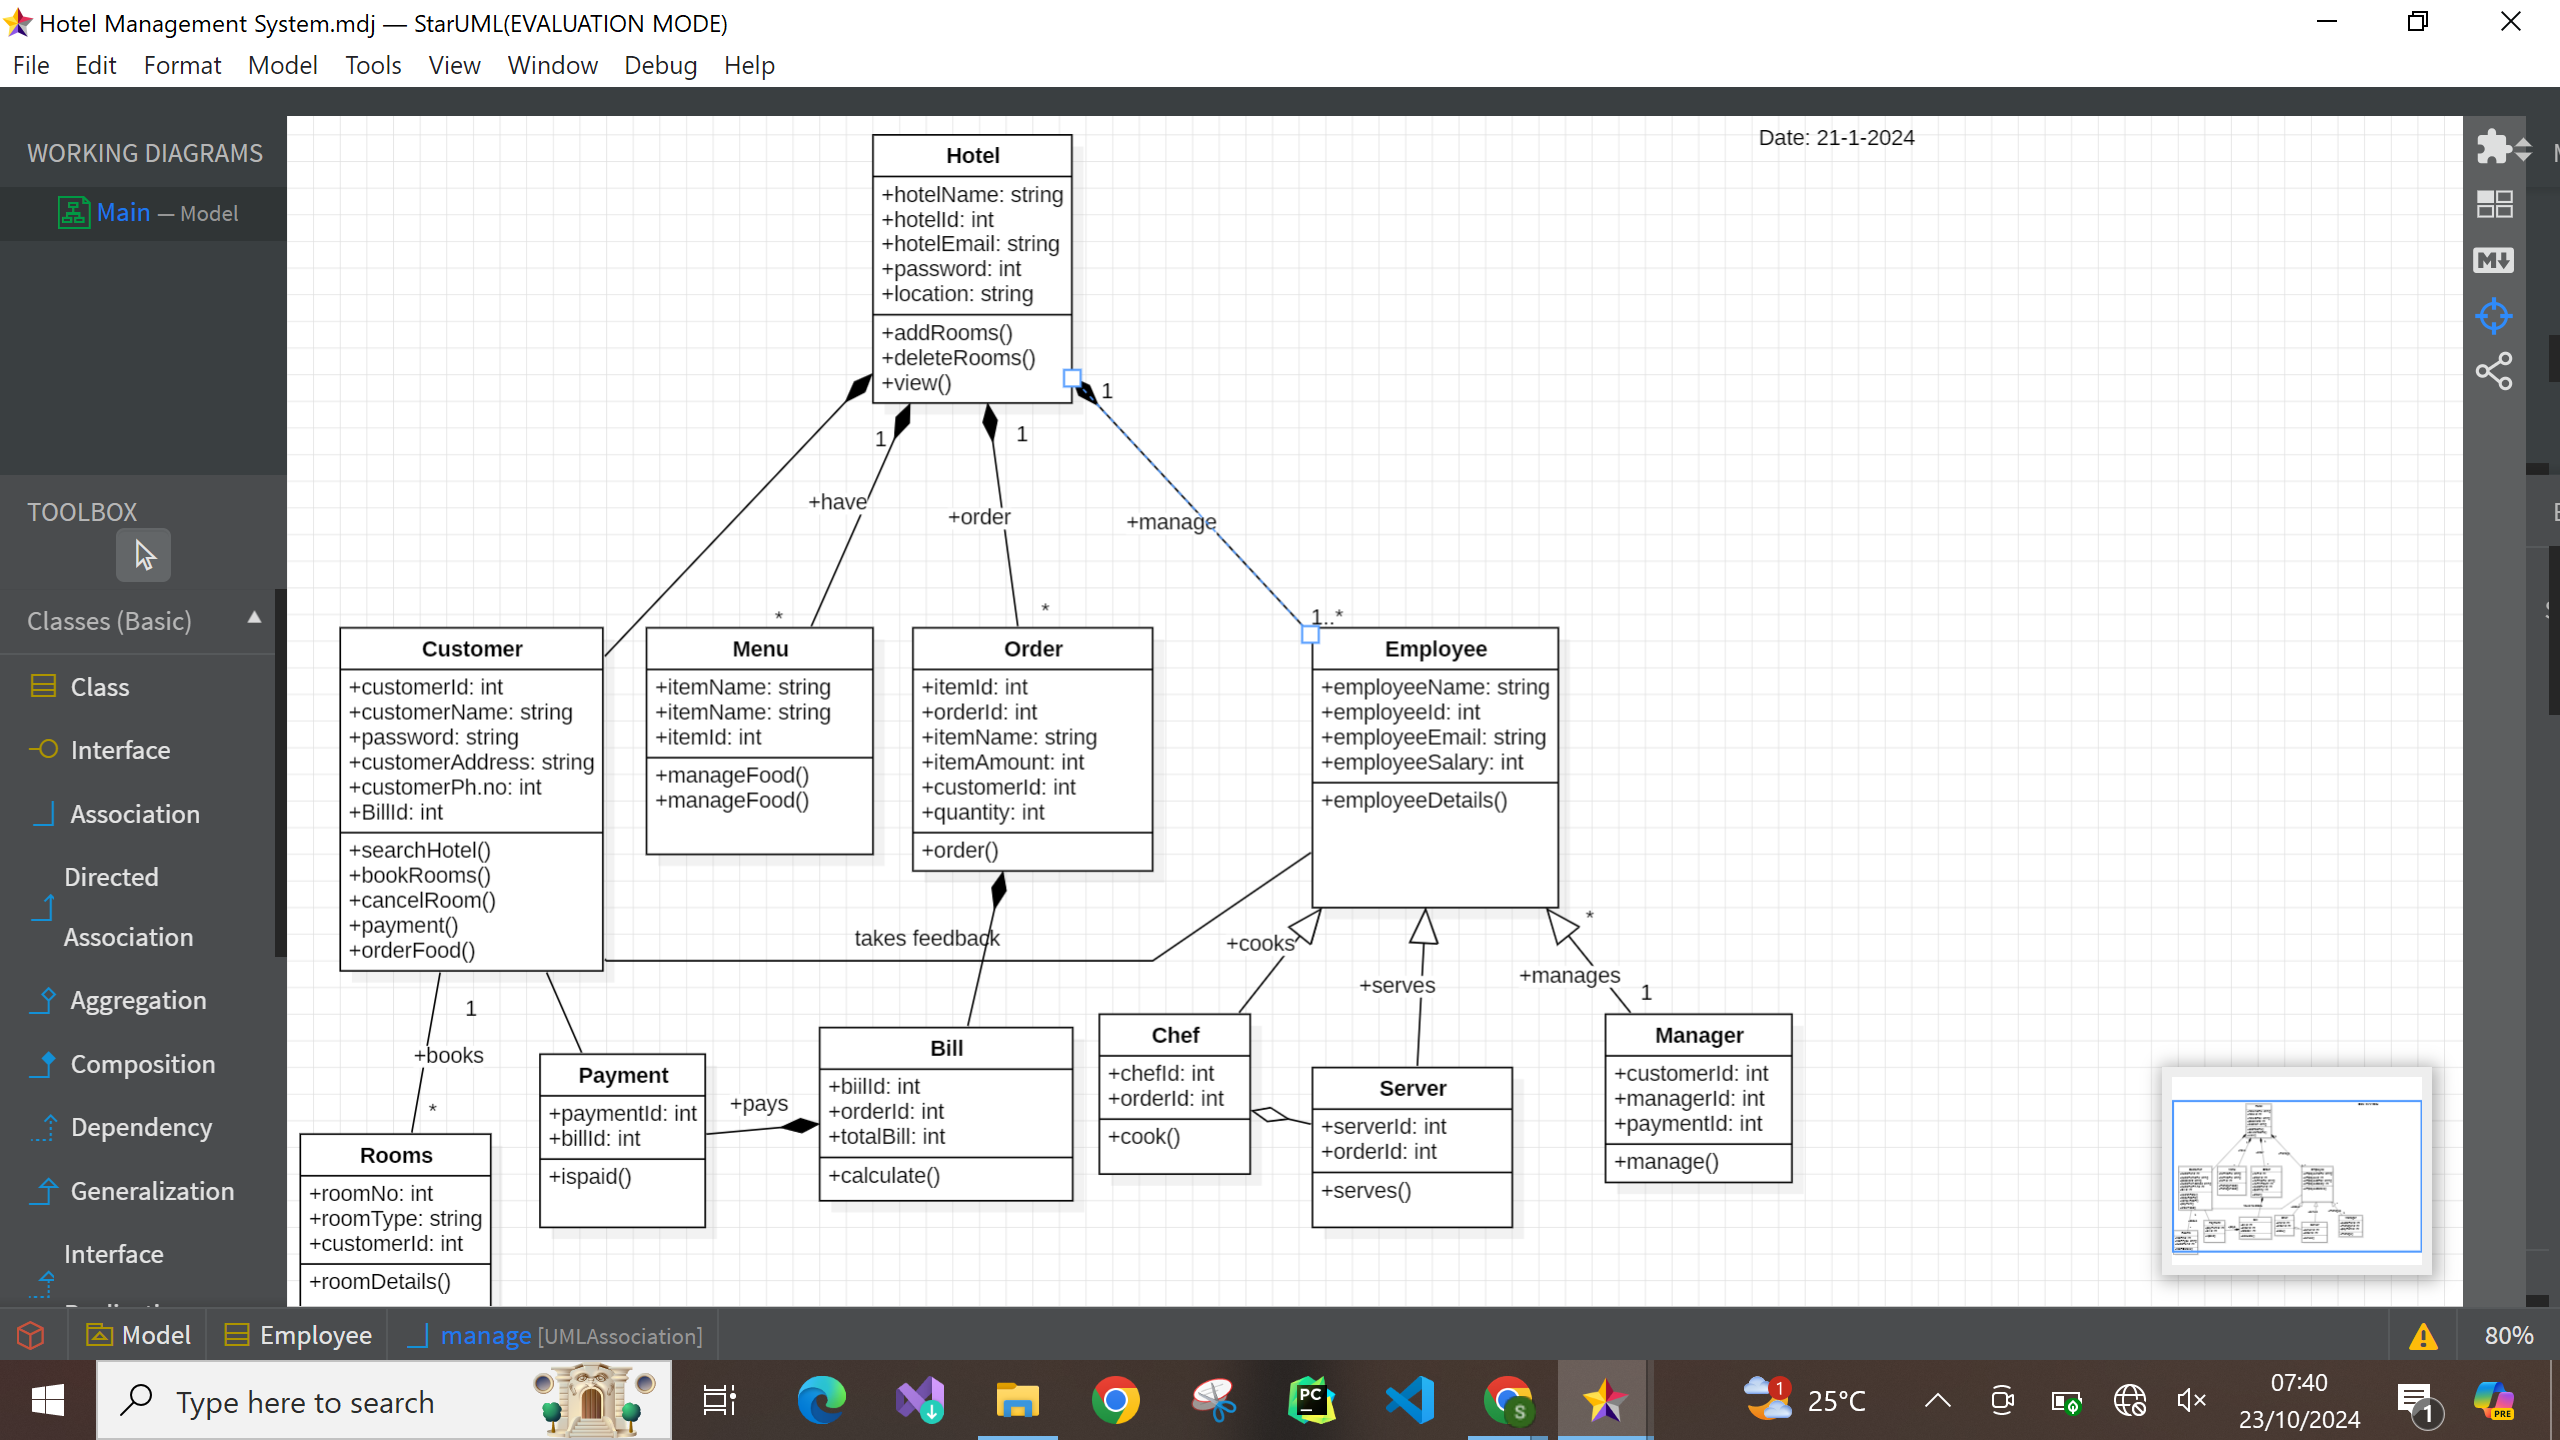 Hotel Management System.mdj — StarUML(EVALUATION MODE)
File Edit Format Model Tools View Window Debug Help
WORKING DIAGRAMS
Main — Model
TOOLBOX
Classes (Basic)
Class
Interface
Association
Directed
Association
Aggregation
Composition
Dependency
Generalization
Interface
Date: 21-1-2024
Hotel
+hotelName: string
+hotelId: int
+hotelEmail: string
+password: int
+location: string
+addRooms()
+deleteRooms()
+view()
1
1
1
+have
+order
+manage
*
*
1..*
Customer
+customerId: int
+customerName: string
+password: string
+customerAddress: string
+customerPh.no: int
+BillId: int
+searchHotel()
+bookRooms()
+cancelRoom()
+payment()
+orderFood()
Menu
+itemName: string
+itemName: string
+itemId: int
+manageFood()
+manageFood()
Order
+itemId: int
+orderId: int
+itemName: string
+itemAmount: int
+customerId: int
+quantity: int
+order()
Employee
+employeeName: string
+employeeId: int
+employeeEmail: string
+employeeSalary: int
+employeeDetails()
takes feedback
+cooks
+serves
*
+manages
1
1
+books
*
Rooms
+roomNo: int
+roomType: string
+customerId: int
+roomDetails()
Payment
+paymentId: int
+billId: int
+ispaid()
+pays
Bill
+biilId: int
+orderId: int
+totalBill: int
+calculate()
Chef
+chefId: int
+orderId: int
+cook()
Server
+serverId: int
+orderId: int
+serves()
Manager
+customerId: int
+managerId: int
+paymentId: int
+manage()
M
Model Employee manage [UMLAssociation]
80%
Type here to search
PC
S
1
25°C
07:40
23/10/2024
1
PRE